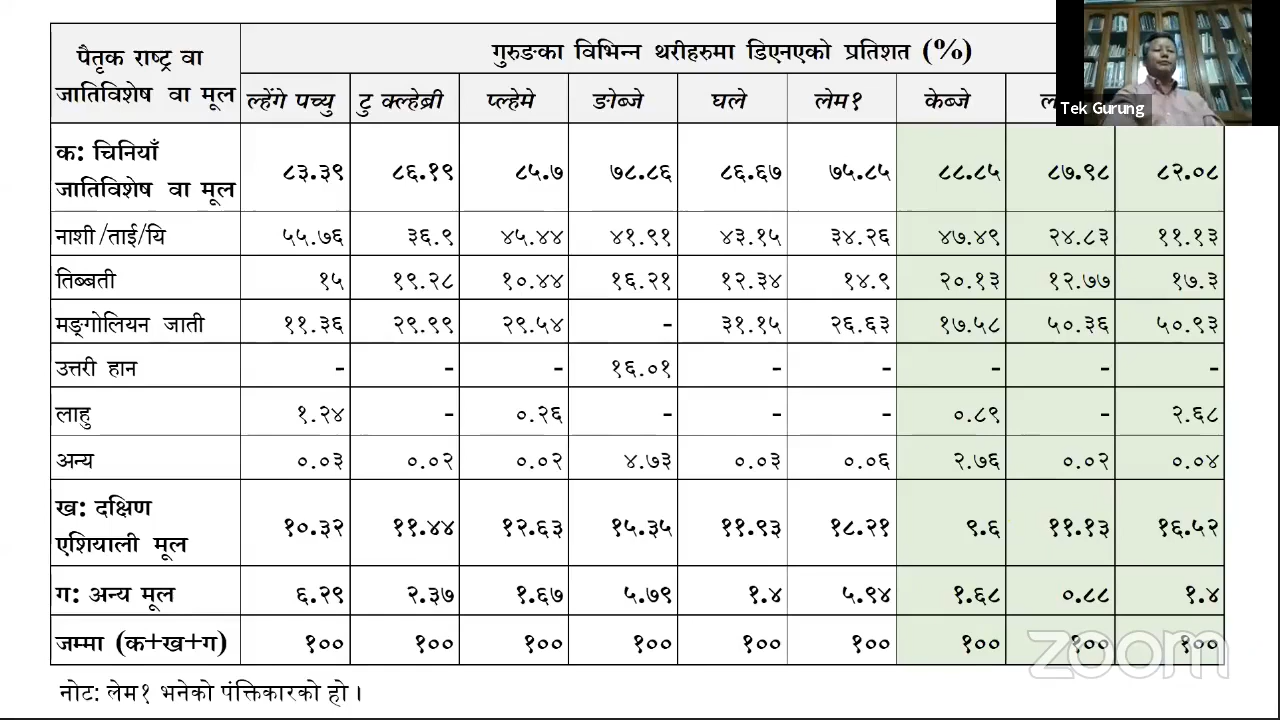 पैतृक राष्ट्र वा जातिविशेष वा मूल गुरुङका विभिन्न थरीहरुमा डिएनएको प्रतिशत (%)
ल्हेंगे पच्यु टु क्ल्हेब्री प्ल्हेमे ङोब्जे घले लेम१ केब्जे
Tek Gurung
क: चिनियाँ जातिविशेष वा मूल ८३.३९ ८६.१९ ८५.७ ७८.८६ ८६.६७ ७५.८५ ८८.८५ ८७.९८ ८२.०८
नाशी/ताई/यि ५५.७६ ३६.९ ४५.४४ ४१.९१ ४३.१५ ३४.२६ ४७.४९ २४.८३ ११.१३
तिब्बती १५ १९.२८ १०.४४ १६.२१ १२.३४ १४.९ २०.१३ १२.७७ १७.३
मङ्गोलियन जाती ११.३६ २९.९९ २९.५४ - ३१.१५ २६.६३ १७.५८ ५०.३६ ५०.९३
उत्तरी हान - - - १६.०१ - - - - -
लाहु १.२४ - ०.२६ - - - ०.८९ - २.६८
अन्य ०.०३ ०.०२ ०.०२ ४.७३ ०.०३ ०.०६ २.७६ ०.०२ ०.०४
ख: दक्षिण एशियाली मूल १०.३२ ११.४४ १२.६३ १५.३५ ११.९३ १८.२१ ९.६ ११.१३ १६.५२
ग: अन्य मूल ६.२९ २.३७ १.६७ ५.७९ १.४ ५.९४ १.६८ ०.८८ १.४
जम्मा (क+ख+ग) १०० १०० १०० १०० १०० १०० १०० १०० १००
zoom
नोट: लेम१ भनेको पंक्तिकारको हो ।